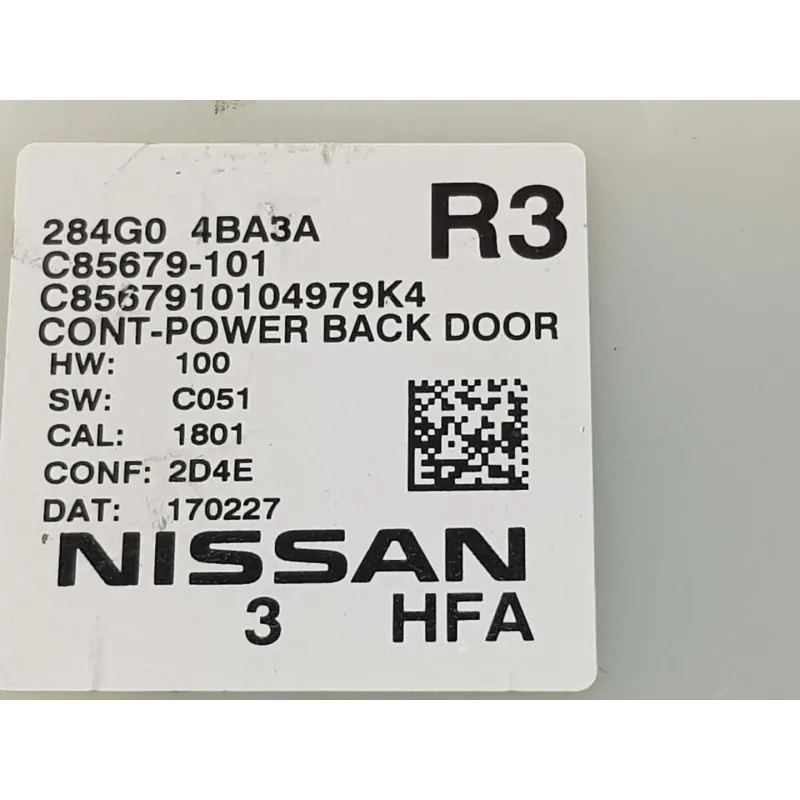 284G0 4BA3A
R3
C85679-101
C8567910104979K4
CONT-POWER BACK DOOR
HW: 100
SW: C051
CAL: 1801
CONF: 2D4E
DAT: 170227
NISSAN
3 HFA